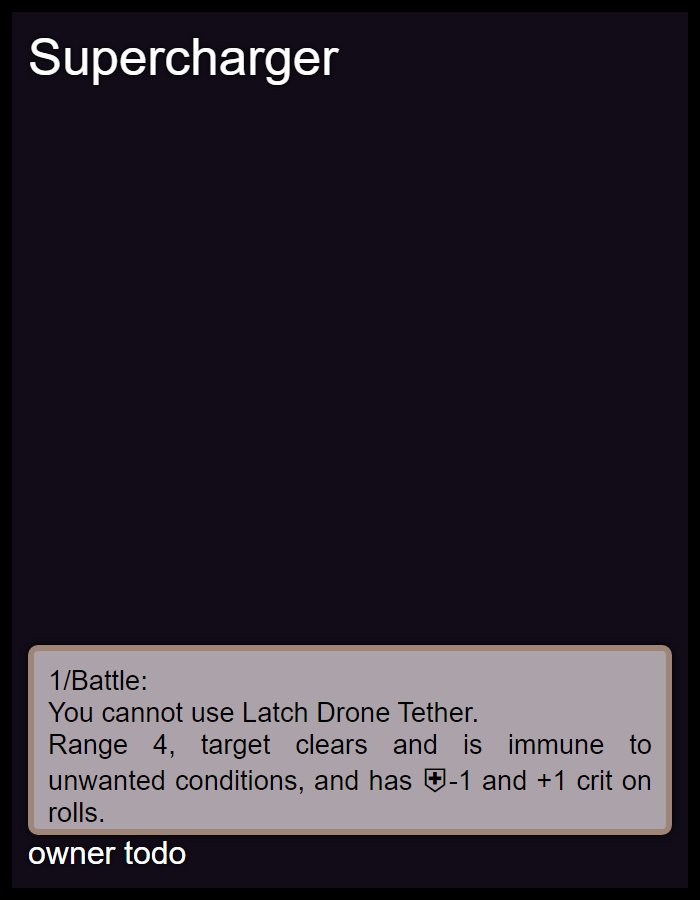 Supercharger
1/Battle:
You cannot use Latch Drone Tether.
Range 4, target clears and is immune to
unwanted conditions, and has ⛨-1 and +1 crit on
rolls.
owner todo